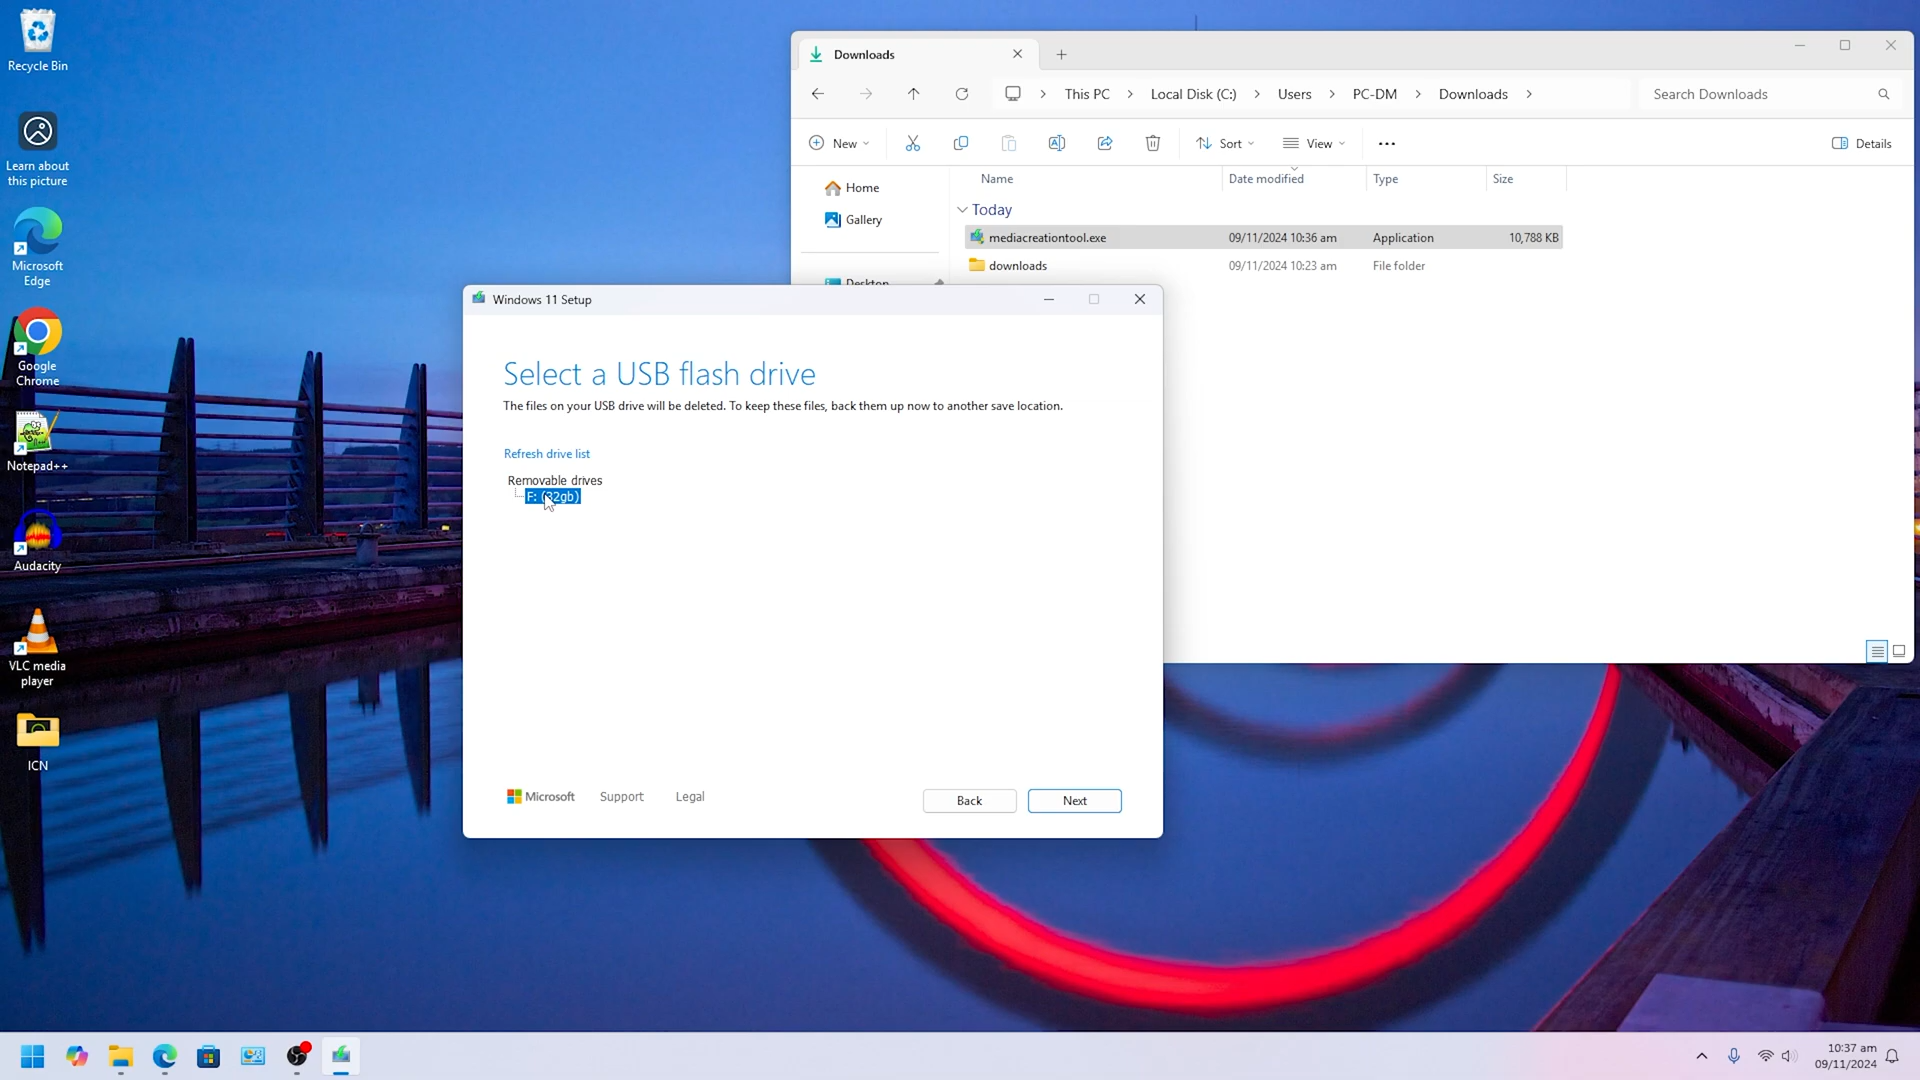 Recycle Bin
Learn about
this picture
Microsoft
Edge
Google
Chrome
Notepad++
Audacity
VLC media
player
ICN
Downloads
This PC
Local Disk (C:)
Users
PC-DM
Downloads
Search Downloads
New
Sort
View
Details
Name
Date modified
Type
Size
Home
Gallery
Desktop
Today
mediacreationtool.exe
09/11/2024 10:36 am
Application
10,788 KB
downloads
09/11/2024 10:23 am
File folder
Windows 11 Setup
Select a USB flash drive
The files on your USB drive will be deleted. To keep these files, back them up now to another save location.
Refresh drive list
Removable drives
F: (32gb)
Microsoft
Support
Legal
Back
Next
10:37 am
09/11/2024